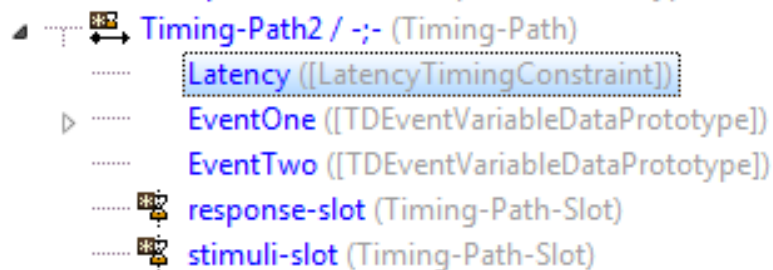 Timing-Path2 / -;- (Timing-Path)
Latency ([LatencyTimingConstraint])
EventOne ([TDEventVariableDataPrototype])
EventTwo ([TDEventVariableDataPrototype])
response-slot (Timing-Path-Slot)
stimuli-slot (Timing-Path-Slot)